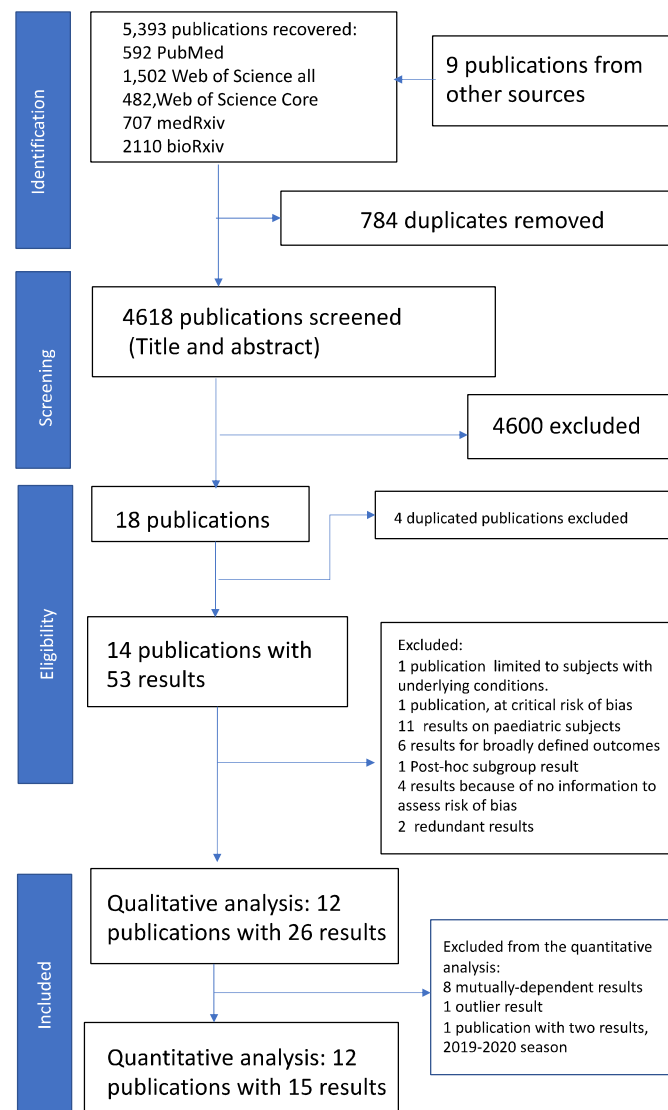 Identification
5,393 publications recovered:
592 PubMed
1,502 Web of Science all
482,Web of Science Core
707 medRxiv
2110 bioRxiv
9 publications from
other sources
784 duplicates removed
Screening
4618 publications screened
(Title and abstract)
4600 excluded
Eligibility
18 publications
4 duplicated publications excluded
14 publications with
53 results
Excluded:
1 publication limited to subjects with
underlying conditions.
1 publication, at critical risk of bias
11 results on paediatric subjects
6 results for broadly defined outcomes
1 Post-hoc subgroup result
4 results because of no information to
assess risk of bias
2 redundant results
Included
Qualitative analysis: 12
publications with 26 results
Excluded from the quantitative
analysis:
8 mutually-dependent results
1 outlier result
1 publication with two results,
2019-2020 season
Quantitative analysis: 12
publications with 15 results